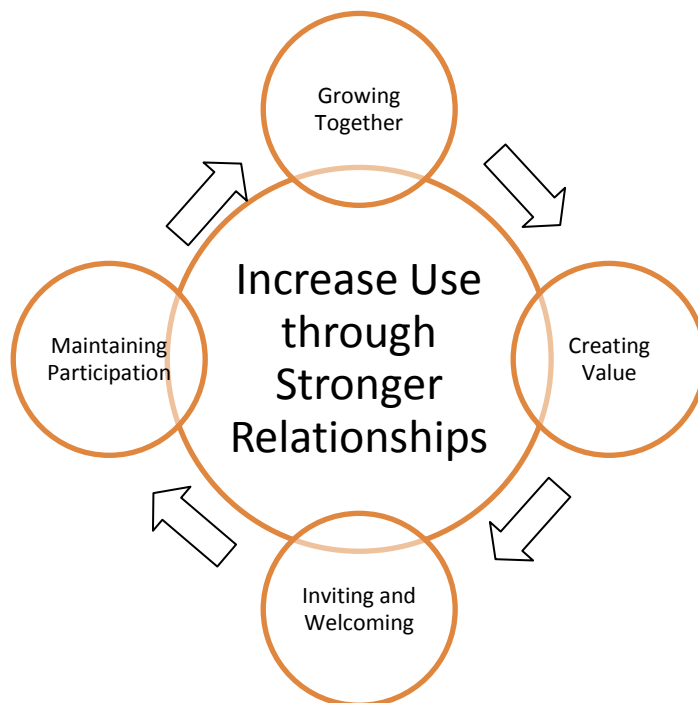 Growing
Together
Increase Use
through
Stronger
Relationships
Maintaining
Participation
Creating
Value
Inviting and
Welcoming